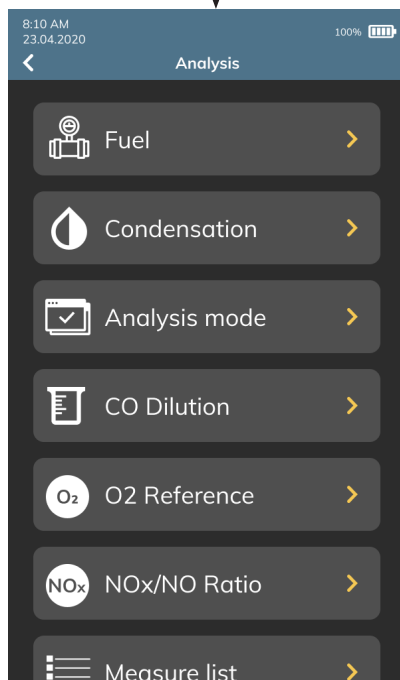 8:10 AM
23.04.2020
100%
Analysis
Fuel
Condensation
Analysis mode
CO Dilution
O₂
O2 Reference
NOx
NOx/NO Ratio
Measure list